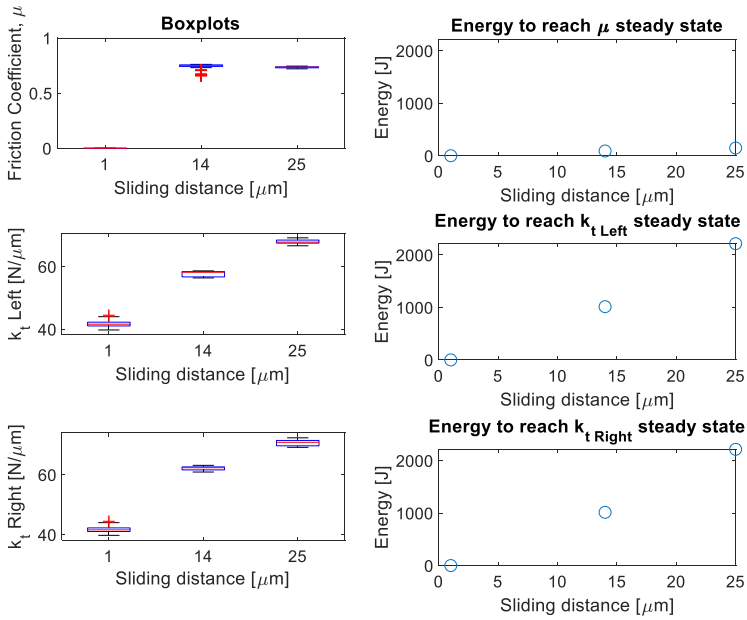 Boxplots
Friction Coefficient, μ
1
0.5
0
1 14 25
Sliding distance [μm]
Energy to reach μ steady state
Energy [J]
2000
1000
0
0 5 10 15 20 25
Sliding distance [μm]
k_t Left [N/μm]
60
40
1 14 25
Sliding distance [μm]
Energy to reach k_t Left steady state
Energy [J]
2000
1000
0
0 5 10 15 20 25
Sliding distance [μm]
k_t Right [N/μm]
60
40
1 14 25
Sliding distance [μm]
Energy to reach k_t Right steady state
Energy [J]
2000
1000
0
0 5 10 15 20 25
Sliding distance [μm]